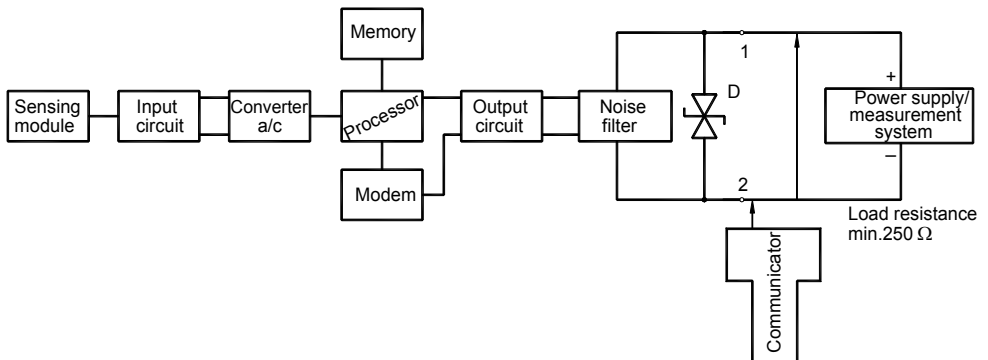 Memory
1
D
+
Sensing
module
Input
circuit
Converter
a/c
Processor
Output
circuit
Noise
filter
Power supply/
measurement
system
–
Modem
2
Load resistance
min.250 Ω
Communicator